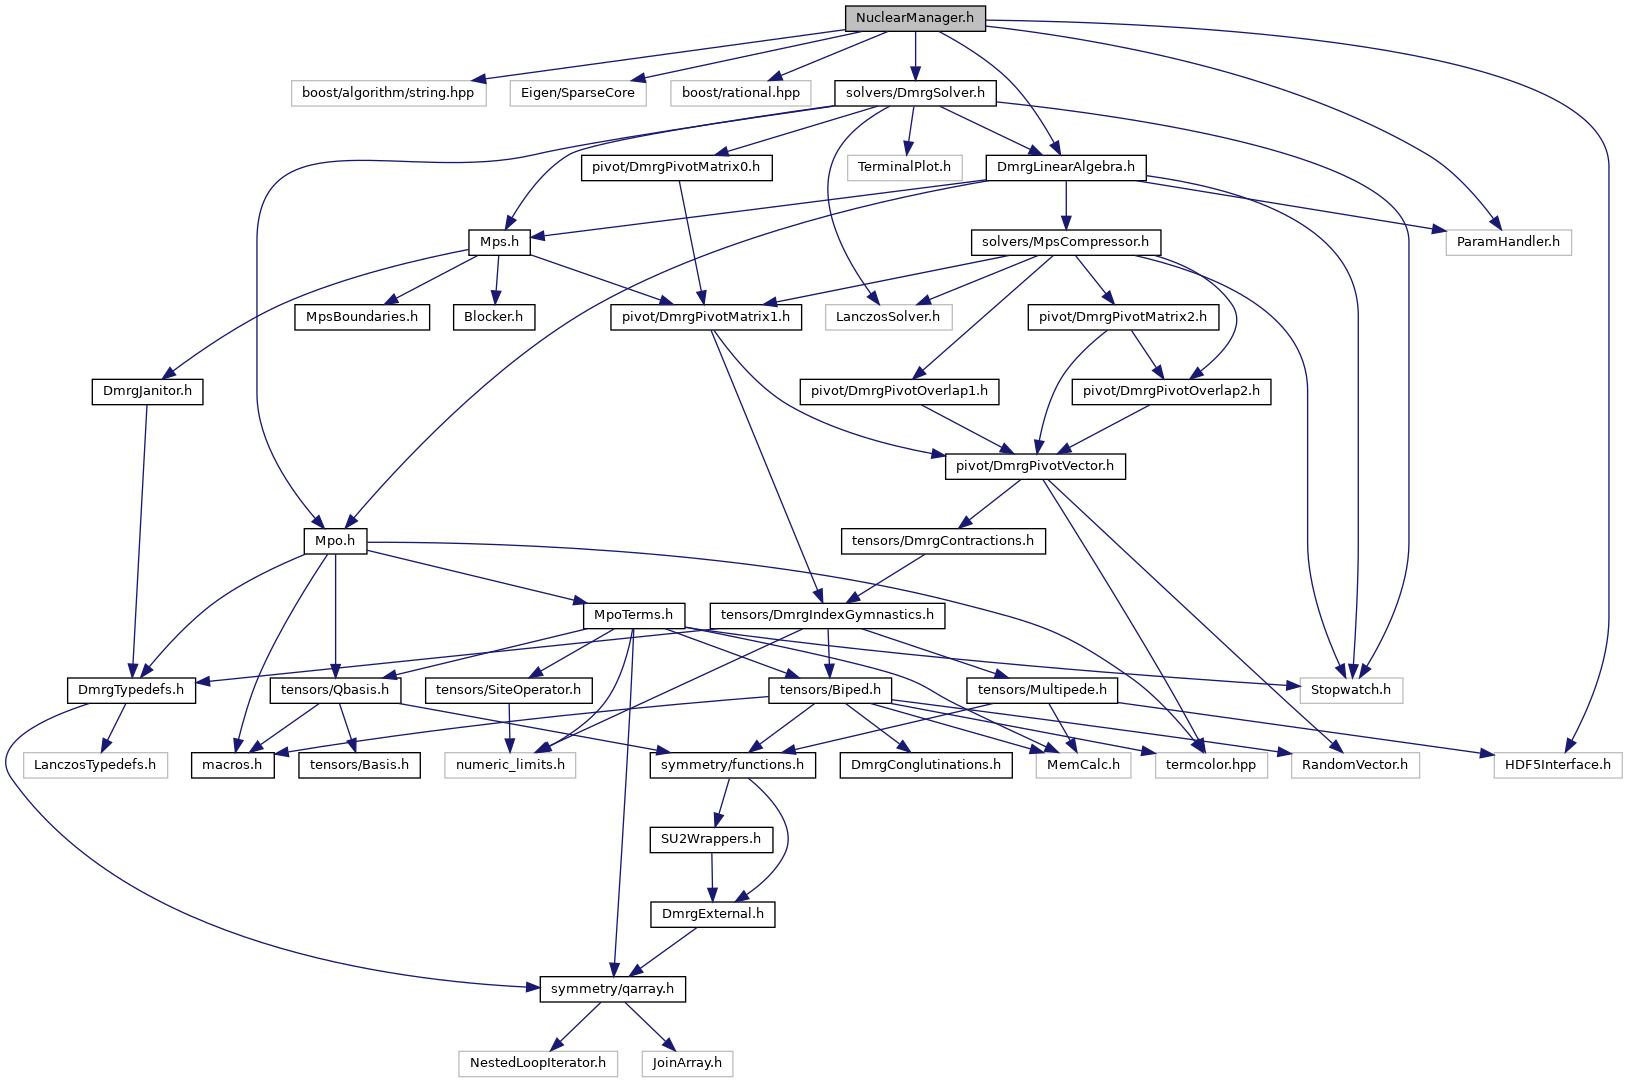 NuclearManager.h
boost/algorithm/string.hpp
Eigen/SparseCore
boost/rational.hpp
solvers/DmrgSolver.h
pivot/DmrgPivotMatrix0.h
TerminalPlot.h
DmrgLinearAlgebra.h
Mps.h
solvers/MpsCompressor.h
ParamHandler.h
MpsBoundaries.h
Blocker.h
pivot/DmrgPivotMatrix1.h
LanczosSolver.h
pivot/DmrgPivotMatrix2.h
DmrgJanitor.h
pivot/DmrgPivotOverlap1.h
pivot/DmrgPivotOverlap2.h
pivot/DmrgPivotVector.h
Mpo.h
tensors/DmrgContractions.h
MpoTerms.h
tensors/DmrgIndexGymnastics.h
DmrgTypedefs.h
tensors/Qbasis.h
tensors/SiteOperator.h
tensors/Biped.h
tensors/Multipede.h
Stopwatch.h
LanczosTypedefs.h
macros.h
tensors/Basis.h
numeric_limits.h
symmetry/functions.h
DmrgConglutinations.h
MemCalc.h
termcolor.hpp
RandomVector.h
HDF5Interface.h
SU2Wrappers.h
DmrgExternal.h
symmetry/qarray.h
NestedLoopIterator.h
JoinArray.h